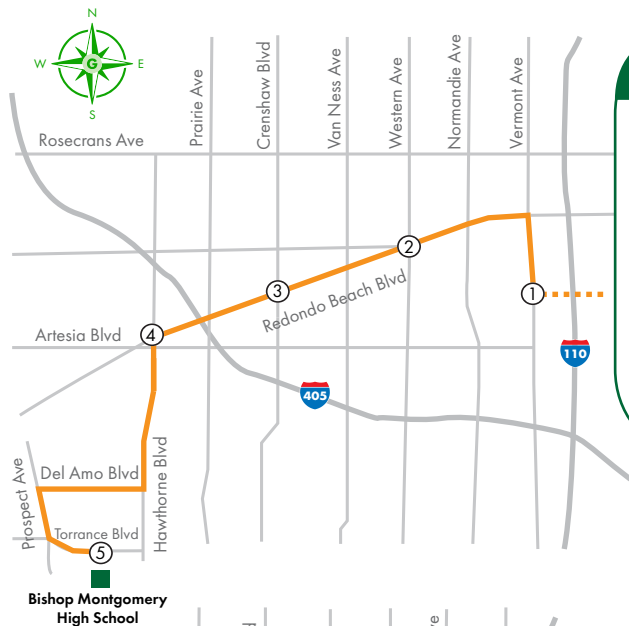 N
W G E
S
Prairie Ave
Crenshaw Blvd
Van Ness Ave
Western Ave
Normandie Ave
Vermont Ave
Rosecrans Ave
2
3
1
Redondo Beach Blvd
4
Artesia Blvd
110
405
Prospect Ave
Del Amo Blvd
Hawthorne Blvd
Torrance Blvd
5
Bishop Montgomery
High School